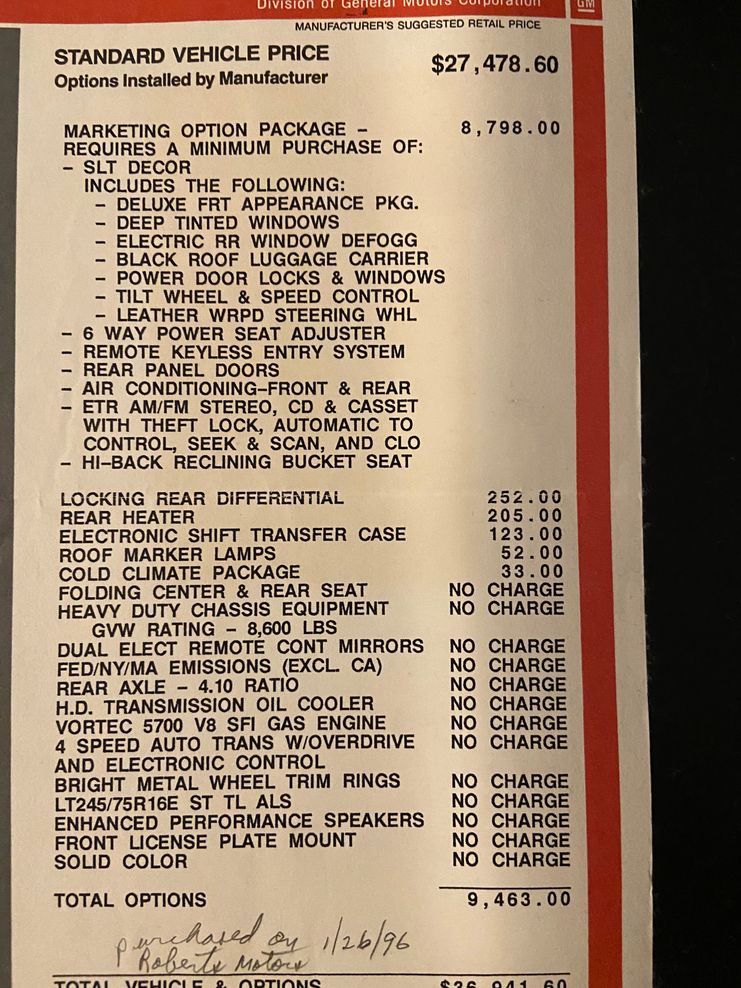 Division of General Motors Corporation
GM
MANUFACTURER'S SUGGESTED RETAIL PRICE
STANDARD VEHICLE PRICE $27,478.60
Options Installed by Manufacturer
MARKETING OPTION PACKAGE – 8,798.00
REQUIRES A MINIMUM PURCHASE OF:
– SLT DECOR
INCLUDES THE FOLLOWING:
– DELUXE FRT APPEARANCE PKG.
– DEEP TINTED WINDOWS
– ELECTRIC RR WINDOW DEFOGG
– BLACK ROOF LUGGAGE CARRIER
– POWER DOOR LOCKS & WINDOWS
– TILT WHEEL & SPEED CONTROL
– LEATHER WRPD STEERING WHL
– 6 WAY POWER SEAT ADJUSTER
– REMOTE KEYLESS ENTRY SYSTEM
– REAR PANEL DOORS
– AIR CONDITIONING–FRONT & REAR
– ETR AM/FM STEREO, CD & CASSET
WITH THEFT LOCK, AUTOMATIC TO
CONTROL, SEEK & SCAN, AND CLO
– HI–BACK RECLINING BUCKET SEAT
LOCKING REAR DIFFERENTIAL 252.00
REAR HEATER 205.00
ELECTRONIC SHIFT TRANSFER CASE 123.00
ROOF MARKER LAMPS 52.00
COLD CLIMATE PACKAGE 33.00
FOLDING CENTER & REAR SEAT NO CHARGE
HEAVY DUTY CHASSIS EQUIPMENT NO CHARGE
GVW RATING – 8,600 LBS
DUAL ELECT REMOTE CONT MIRRORS NO CHARGE
FED/NY/MA EMISSIONS (EXCL. CA) NO CHARGE
REAR AXLE – 4.10 RATIO NO CHARGE
H.D. TRANSMISSION OIL COOLER NO CHARGE
VORTEC 5700 V8 SFI GAS ENGINE NO CHARGE
4 SPEED AUTO TRANS W/OVERDRIVE NO CHARGE
AND ELECTRONIC CONTROL
BRIGHT METAL WHEEL TRIM RINGS NO CHARGE
LT245/75R16E ST TL ALS NO CHARGE
ENHANCED PERFORMANCE SPEAKERS NO CHARGE
FRONT LICENSE PLATE MOUNT NO CHARGE
SOLID COLOR NO CHARGE
TOTAL OPTIONS 9,463.00
purchased on 1/26/96
Roberts Motors
TOTAL VEHICLE & OPTIONS $36,941.60